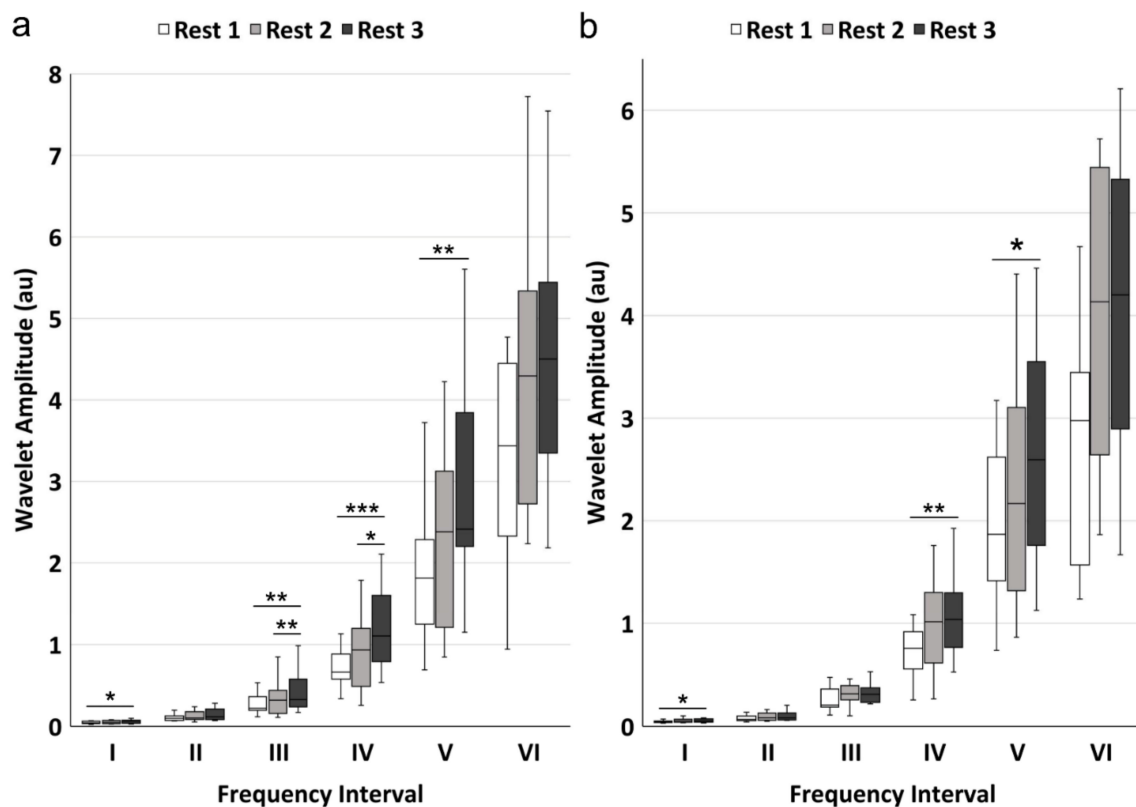 a
Rest 1 Rest 2 Rest 3
Wavelet Amplitude (au)
8
7
6
5
4
3
2
1
0
*
**
**
***
*
**
I II III IV V VI
Frequency Interval
b
Rest 1 Rest 2 Rest 3
Wavelet Amplitude (au)
6
5
4
3
2
1
0
*
**
*
I II III IV V VI
Frequency Interval